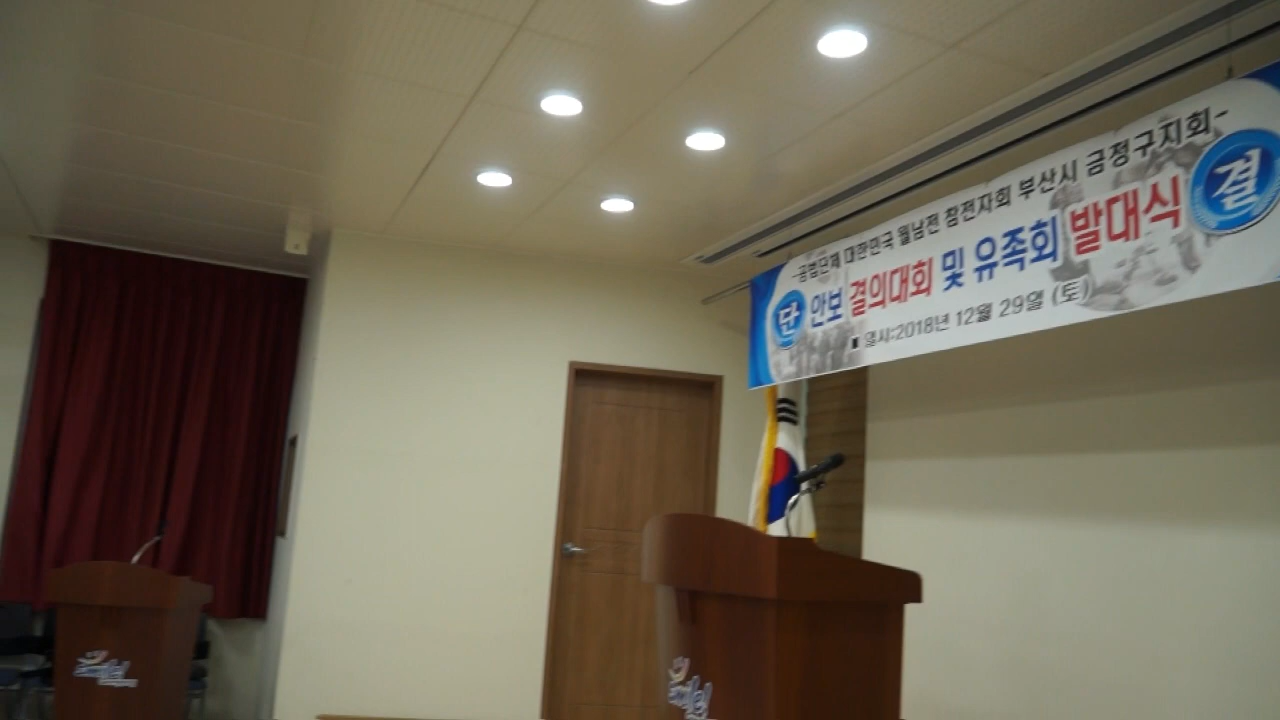 -공법단체 대한민국 월남전 참전자회 부산시 금정구지회-
단 안보 결의대회 및 유족회 발대식 결
■ 일시:2018년 12월 29일 (토)